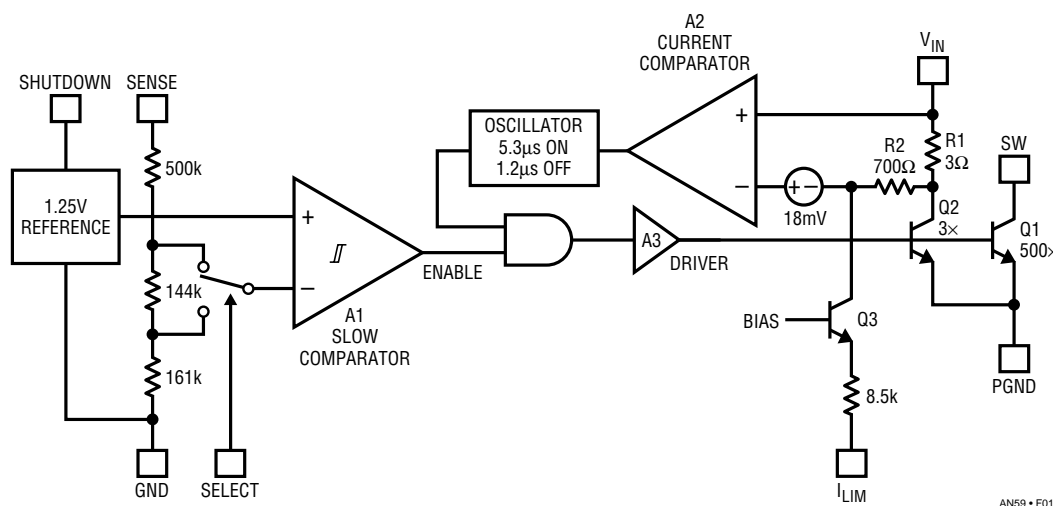 SHUTDOWN
SENSE
500k
1.25V
REFERENCE
144k
161k
GND
SELECT
+
−
A1
SLOW
COMPARATOR
ENABLE
OSCILLATOR
5.3µs ON
1.2µs OFF
A2
CURRENT
COMPARATOR
+
−
+ −
18mV
A3
DRIVER
R2
700Ω
V_IN
R1
3Ω
SW
Q2
3×
Q1
500×
BIAS
Q3
8.5k
I_LIM
PGND
AN59 • F01